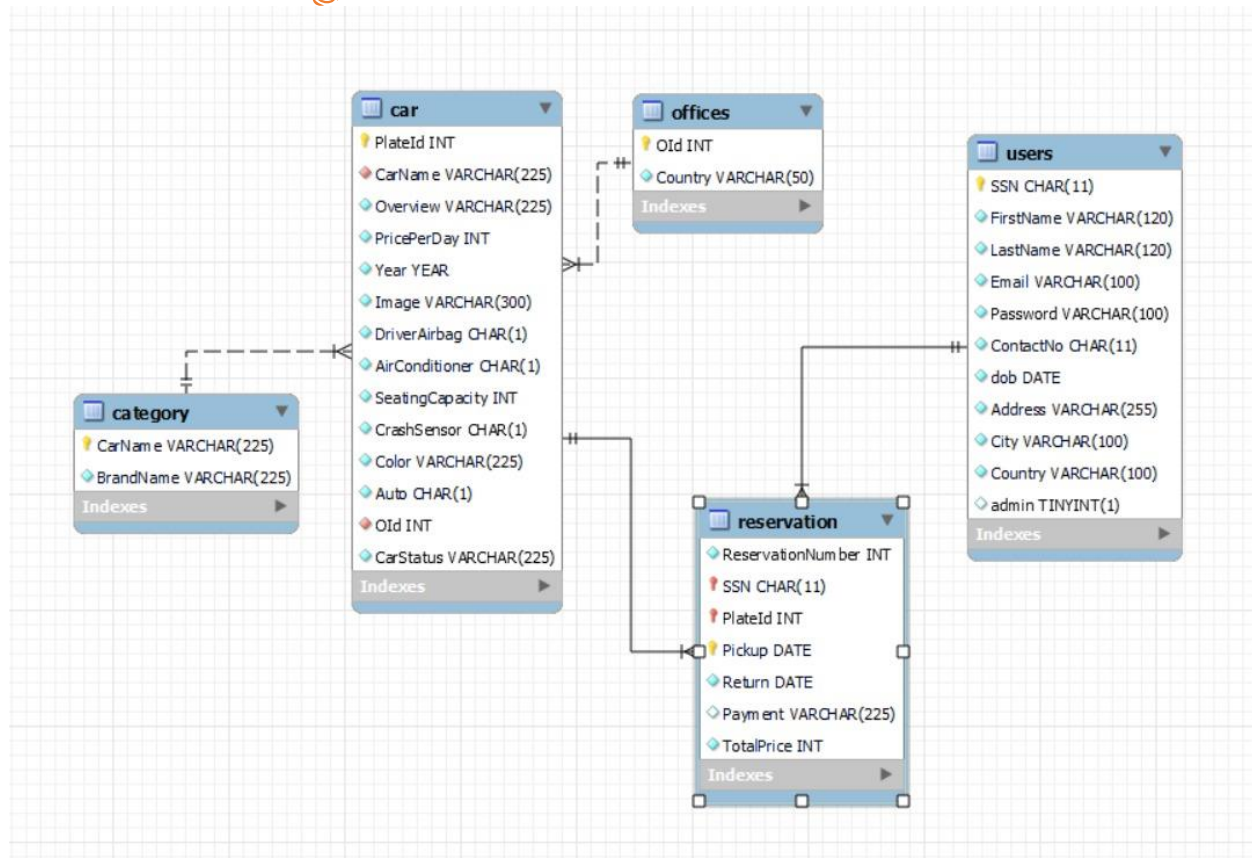 car
PlateId INT
CarName VARCHAR(225)
Overview VARCHAR(225)
PricePerDay INT
Year YEAR
Image VARCHAR(300)
DriverAirbag CHAR(1)
AirConditioner CHAR(1)
SeatingCapacity INT
CrashSensor CHAR(1)
Color VARCHAR(225)
Auto CHAR(1)
OId INT
CarStatus VARCHAR(225)
Indexes
offices
OId INT
Country VARCHAR(50)
Indexes
users
SSN CHAR(11)
FirstName VARCHAR(120)
LastName VARCHAR(120)
Email VARCHAR(100)
Password VARCHAR(100)
ContactNo CHAR(11)
dob DATE
Address VARCHAR(255)
City VARCHAR(100)
Country VARCHAR(100)
admin TINYINT(1)
Indexes
category
CarName VARCHAR(225)
BrandName VARCHAR(225)
Indexes
reservation
ReservationNumber INT
SSN CHAR(11)
PlateId INT
Pickup DATE
Return DATE
Payment VARCHAR(225)
TotalPrice INT
Indexes